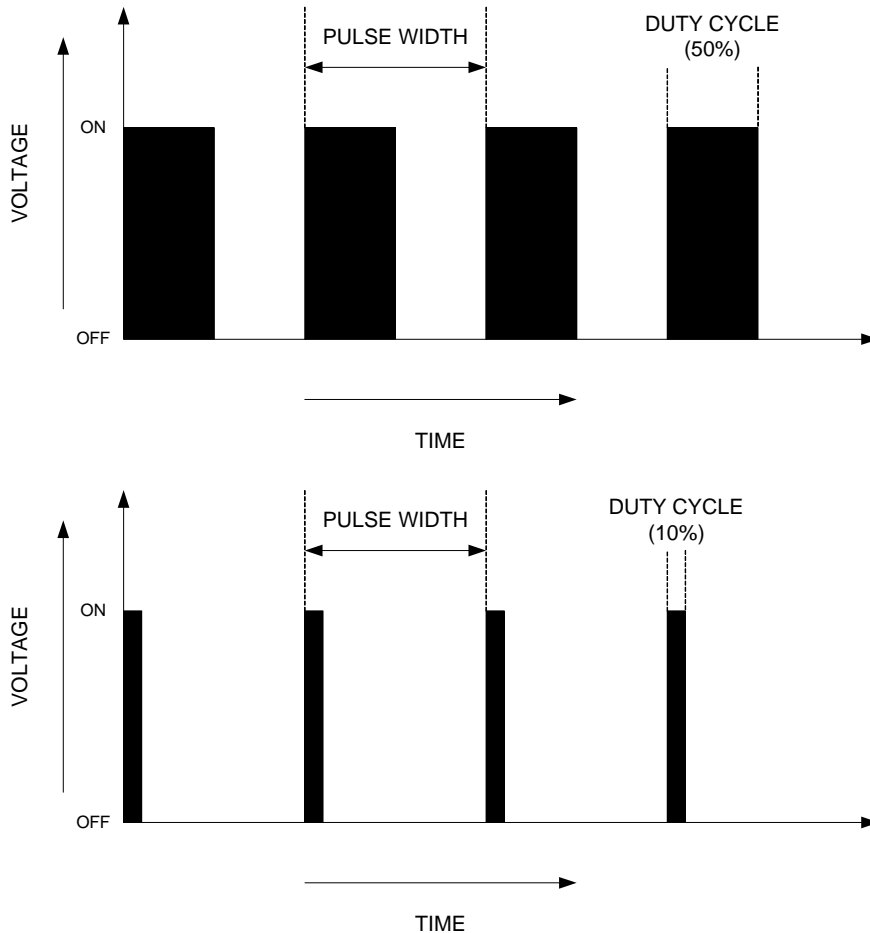 PULSE WIDTH
DUTY CYCLE
(50%)
ON
VOLTAGE
OFF
TIME
PULSE WIDTH
DUTY CYCLE
(10%)
ON
VOLTAGE
OFF
TIME